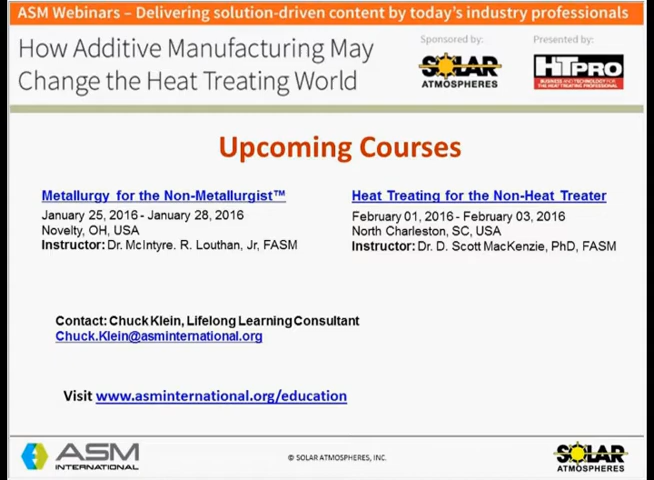 ASM Webinars – Delivering solution-driven content by today's industry professionals
How Additive Manufacturing May
Change the Heat Treating World
Sponsored by:
SOLAR
ATMOSPHERES
Presented by:
HTPRO
BUSINESS AND TECHNOLOGY FOR
THE HEAT TREATING PROFESSIONAL
Upcoming Courses
Metallurgy for the Non-Metallurgist™
January 25, 2016 - January 28, 2016
Novelty, OH, USA
Instructor: Dr. McIntyre. R. Louthan, Jr, FASM
Heat Treating for the Non-Heat Treater
February 01, 2016 - February 03, 2016
North Charleston, SC, USA
Instructor: Dr. D. Scott MacKenzie, PhD, FASM
Contact: Chuck Klein, Lifelong Learning Consultant
Chuck.Klein@asminternational.org
Visit www.asminternational.org/education
ASM
INTERNATIONAL
© SOLAR ATMOSPHERES, INC.
SOLAR
ATMOSPHERES